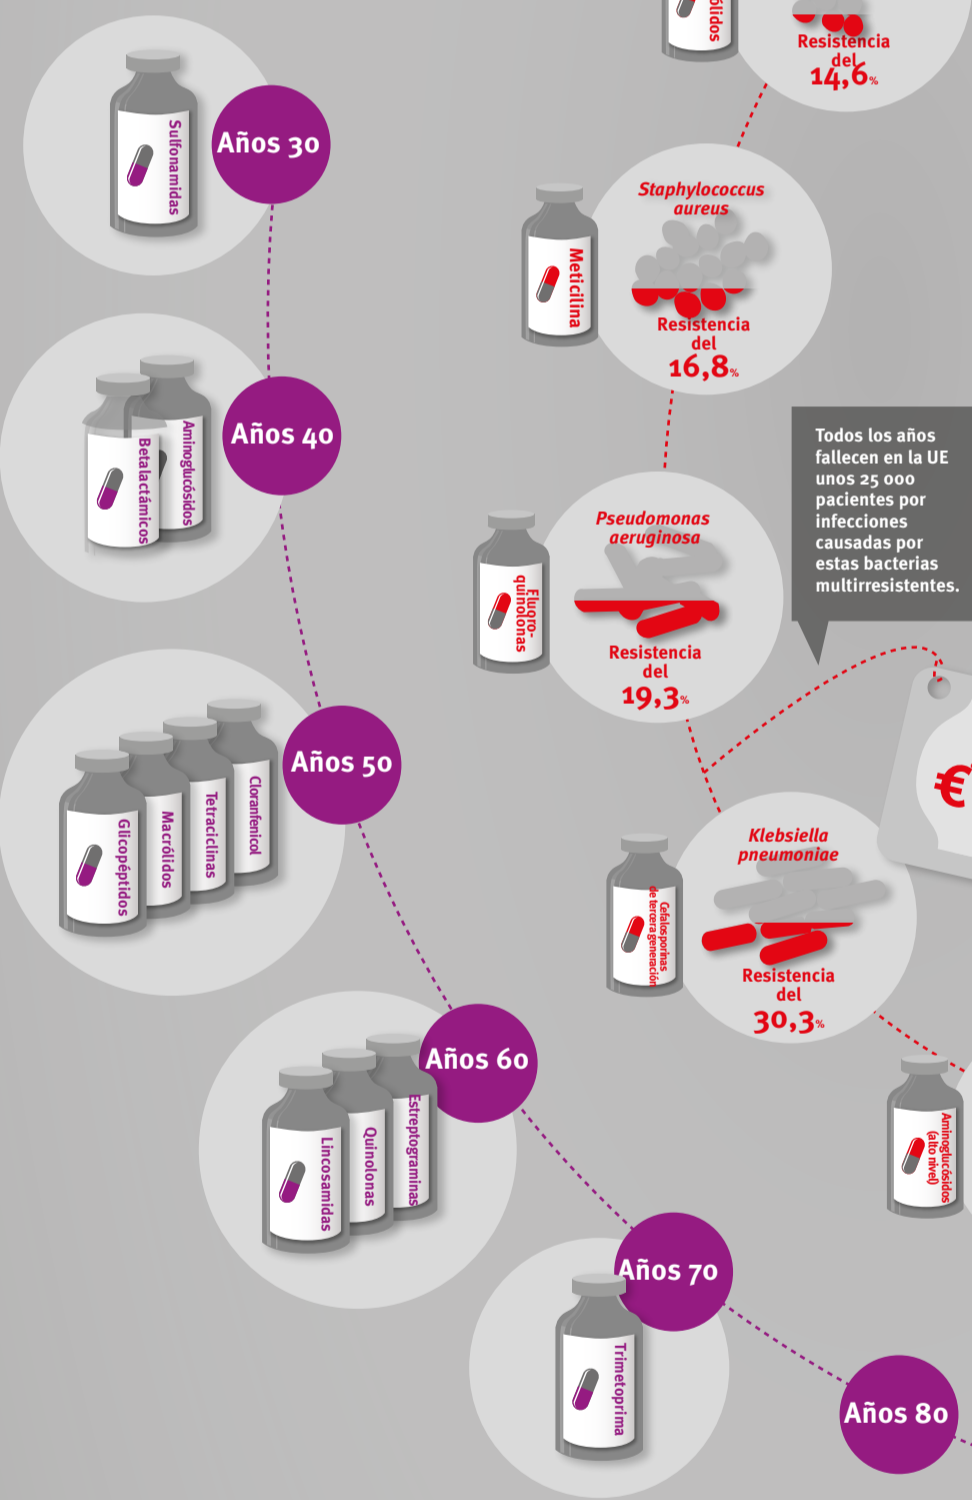 Años 30
Sulfonamidas
Años 40
Betalactámicos
Aminoglucósidos
Años 50
Glicopéptidos
Macrólidos
Tetraciclinas
Cloranfenicol
Años 60
Lincosamidas
Quinolonas
Estreptograminas
Años 70
Trimetoprima
Años 80
Resistencia
del
14,6%
Staphylococcus
aureus
Meticilina
Resistencia
del
16,8%
Pseudomonas
aeruginosa
Fluoro-
quinolonas
Resistencia
del
19,3%
Todos los años
fallecen en la UE
unos 25 000
pacientes por
infecciones
causadas por
estas bacterias
multirresistentes.
€
Klebsiella
pneumoniae
Cefalosporinas
de tercera generación
Resistencia
del
30,3%
Aminoglucósidos
(alto nivel)